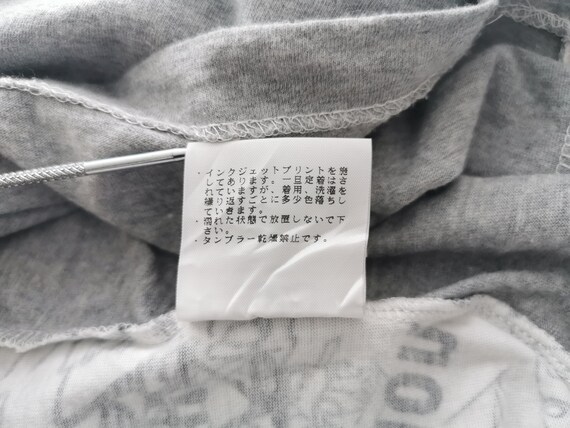 ・インクジェットプリントを施
してあります。一旦定着はさ
れていますが、着用、洗濯を
繰り返すごとに多少色落ちし
ていきます。
・濡れた状態で放置しないで下
さい。
・タンブラー乾燥禁止です。